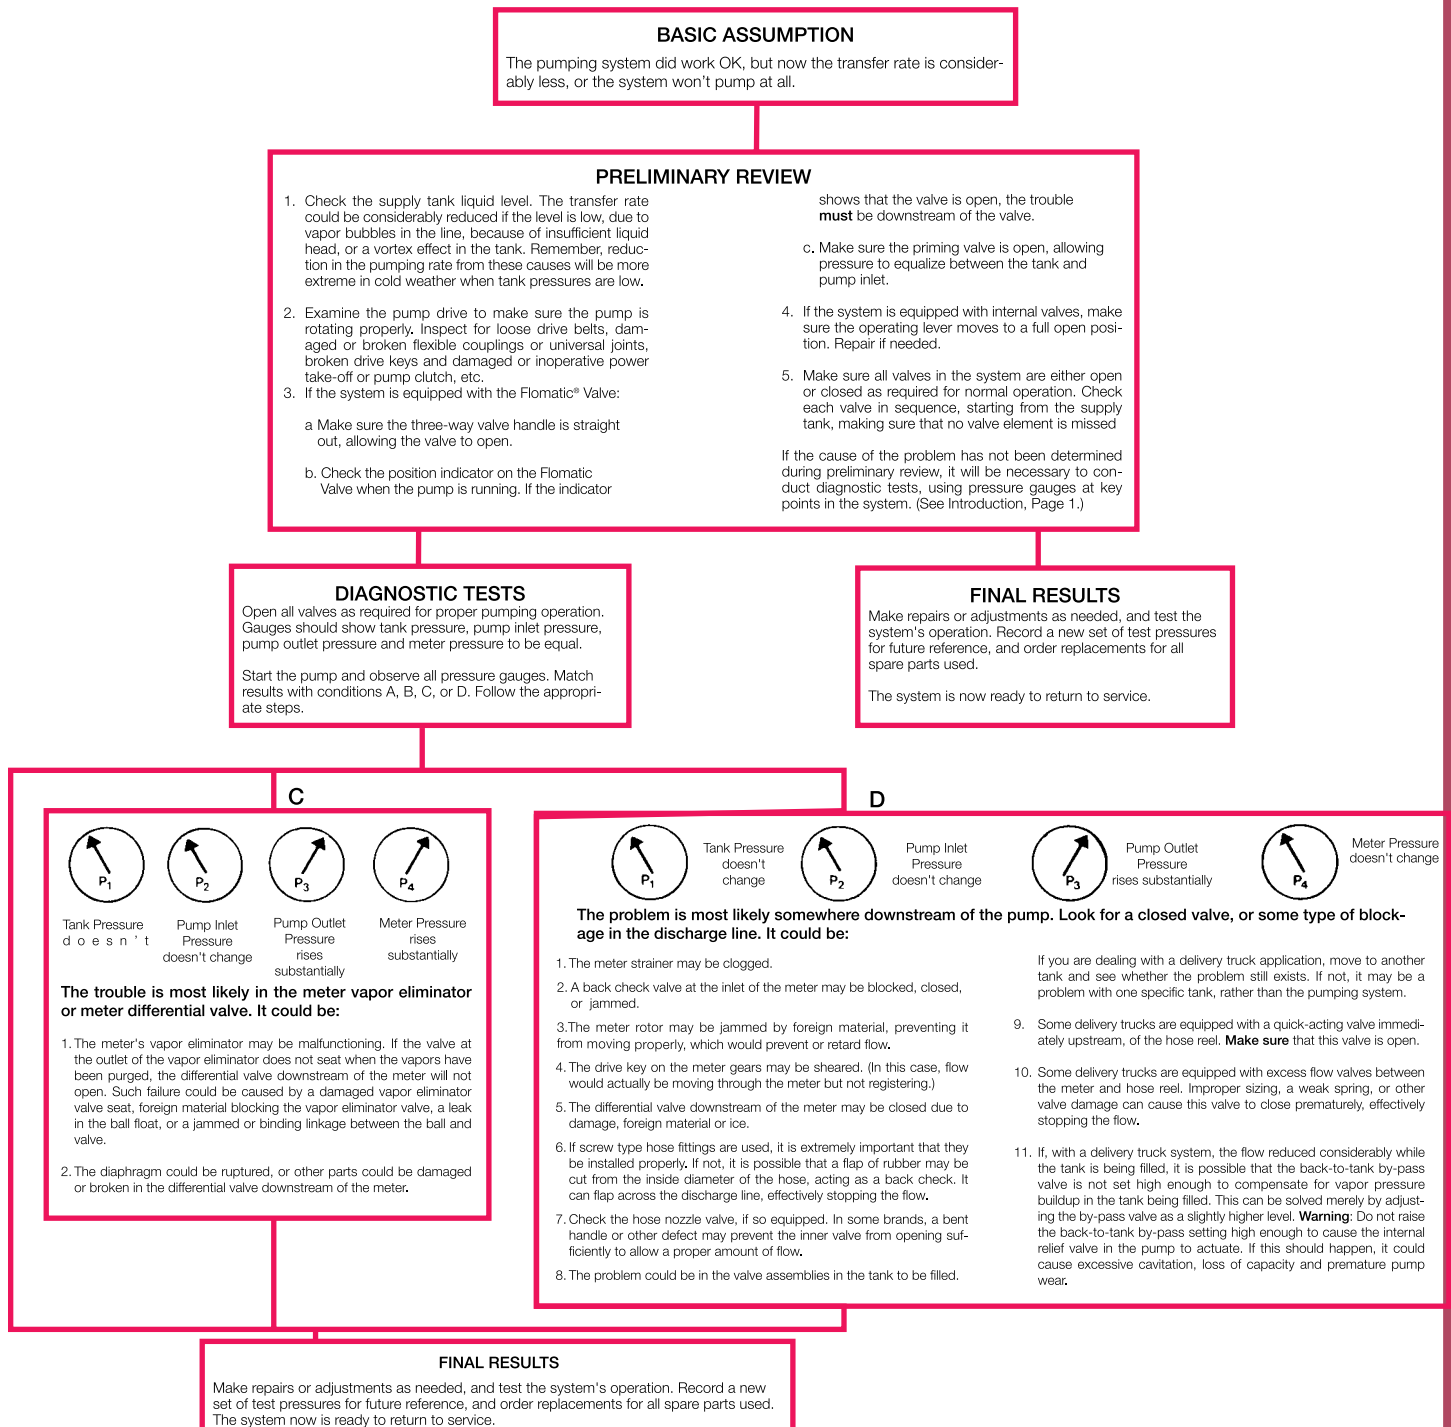 BASIC ASSUMPTION
The pumping system did work OK, but now the transfer rate is consider-
ably less, or the system won't pump at all.
PRELIMINARY REVIEW
1. Check the supply tank liquid level. The transfer rate
could be considerably reduced if the level is low, due to
vapor bubbles in the line, because of insufficient liquid
head, or a vortex effect in the tank. Remember, reduc-
tion in the pumping rate from these causes will be more
extreme in cold weather when tank pressures are low.
2. Examine the pump drive to make sure the pump is
rotating properly. Inspect for loose drive belts, dam-
aged or broken flexible couplings or universal joints,
broken drive keys and damaged or inoperative power
take-off or pump clutch, etc.
3. If the system is equipped with the Flomatic® Valve:
a Make sure the three-way valve handle is straight
out, allowing the valve to open.
b. Check the position indicator on the Flomatic
Valve when the pump is running. If the indicator
shows that the valve is open, the trouble
must be downstream of the valve.
c. Make sure the priming valve is open, allowing
pressure to equalize between the tank and
pump inlet.
4. If the system is equipped with internal valves, make
sure the operating lever moves to a full open posi-
tion. Repair if needed.
5. Make sure all valves in the system are either open
or closed as required for normal operation. Check
each valve in sequence, starting from the supply
tank, making sure that no valve element is missed
If the cause of the problem has not been determined
during preliminary review, it will be necessary to con-
duct diagnostic tests, using pressure gauges at key
points in the system. (See Introduction, Page 1.)
DIAGNOSTIC TESTS
Open all valves as required for proper pumping operation.
Gauges should show tank pressure, pump inlet pressure,
pump outlet pressure and meter pressure to be equal.
Start the pump and observe all pressure gauges. Match
results with conditions A, B, C, or D. Follow the appropri-
ate steps.
FINAL RESULTS
Make repairs or adjustments as needed, and test the
system's operation. Record a new set of test pressures
for future reference, and order replacements for all
spare parts used.
The system is now ready to return to service.
C
P1
P2
P3
P4
Tank Pressure
doesn't
Pump Inlet
Pressure
doesn't change
Pump Outlet
Pressure
rises
substantially
Meter Pressure
rises
substantially
The trouble is most likely in the meter vapor eliminator
or meter differential valve. It could be:
1. The meter's vapor eliminator may be malfunctioning. If the valve at
the outlet of the vapor eliminator does not seat when the vapors have
been purged, the differential valve downstream of the meter will not
open. Such failure could be caused by a damaged vapor eliminator
valve seat, foreign material blocking the vapor eliminator valve, a leak
in the ball float, or a jammed or binding linkage between the ball and
valve.
2. The diaphragm could be ruptured, or other parts could be damaged
or broken in the differential valve downstream of the meter.
D
P1
Tank Pressure
doesn't
change
P2
Pump Inlet
Pressure
doesn't change
P3
Pump Outlet
Pressure
rises substantially
P4
Meter Pressure
doesn't change
The problem is most likely somewhere downstream of the pump. Look for a closed valve, or some type of block-
age in the discharge line. It could be:
1. The meter strainer may be clogged.
2. A back check valve at the inlet of the meter may be blocked, closed,
or jammed.
3.The meter rotor may be jammed by foreign material, preventing it
from moving properly, which would prevent or retard flow.
4. The drive key on the meter gears may be sheared. (In this case, flow
would actually be moving through the meter but not registering.)
5. The differential valve downstream of the meter may be closed due to
damage, foreign material or ice.
6. If screw type hose fittings are used, it is extremely important that they
be installed properly. If not, it is possible that a flap of rubber may be
cut from the inside diameter of the hose, acting as a back check. It
can flap across the discharge line, effectively stopping the flow.
7. Check the hose nozzle valve, if so equipped. In some brands, a bent
handle or other defect may prevent the inner valve from opening suf-
ficiently to allow a proper amount of flow.
8. The problem could be in the valve assemblies in the tank to be filled.
If you are dealing with a delivery truck application, move to another
tank and see whether the problem still exists. If not, it may be a
problem with one specific tank, rather than the pumping system.
9. Some delivery trucks are equipped with a quick-acting valve immedi-
ately upstream, of the hose reel. Make sure that this valve is open.
10. Some delivery trucks are equipped with excess flow valves between
the meter and hose reel. Improper sizing, a weak spring, or other
valve damage can cause this valve to close prematurely, effectively
stopping the flow.
11. If, with a delivery truck system, the flow reduced considerably while
the tank is being filled, it is possible that the back-to-tank by-pass
valve is not set high enough to compensate for vapor pressure
buildup in the tank being filled. This can be solved merely by adjust-
ing the by-pass valve as a slightly higher level. Warning: Do not raise
the back-to-tank by-pass setting high enough to cause the internal
relief valve in the pump to actuate. If this should happen, it could
cause excessive cavitation, loss of capacity and premature pump
wear.
FINAL RESULTS
Make repairs or adjustments as needed, and test the system's operation. Record a new
set of test pressures for future reference, and order replacements for all spare parts used.
The system now is ready to return to service.